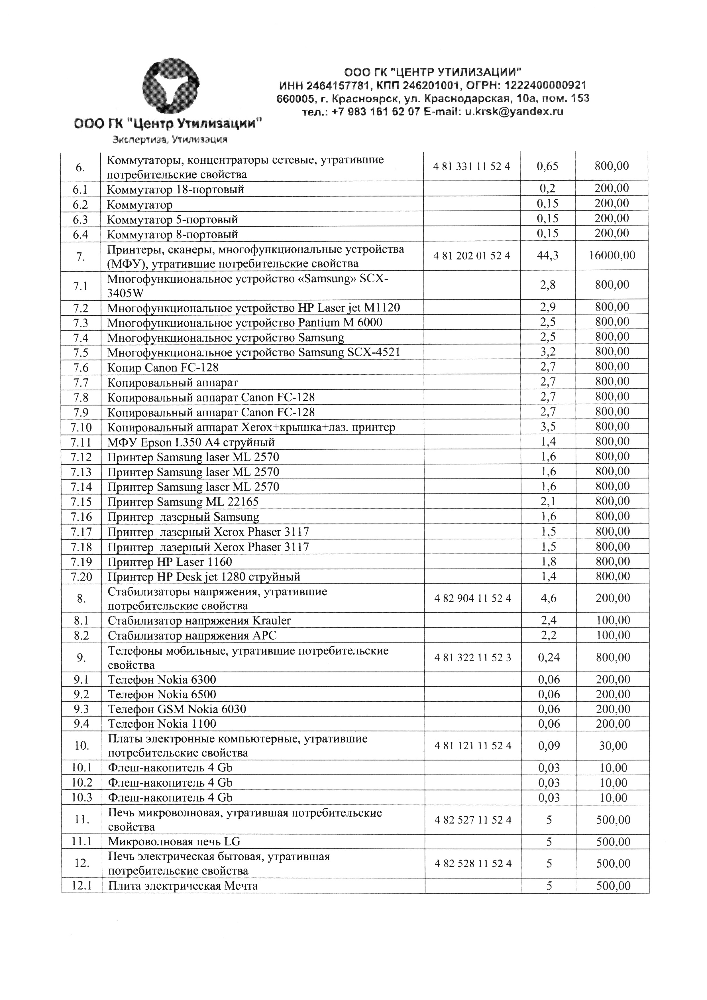 ООО ГК "ЦЕНТР УТИЛИЗАЦИИ"
ИНН 2464157781, КПП 246201001, ОГРН: 1222400000921
660005, г. Красноярск, ул. Краснодарская, 10а, пом. 153
тел.: +7 983 161 62 07 E-mail: u.krsk@yandex.ru
ООО ГК "Центр Утилизации"
Экспертиза, Утилизация
6. Коммутаторы, концентраторы сетевые, утратившие
потребительские свойства 4 81 331 11 52 4 0,65 800,00
6.1 Коммутатор 18-портовый 0,2 200,00
6.2 Коммутатор 0,15 200,00
6.3 Коммутатор 5-портовый 0,15 200,00
6.4 Коммутатор 8-портовый 0,15 200,00
7. Принтеры, сканеры, многофункциональные устройства
(МФУ), утратившие потребительские свойства 4 81 202 01 52 4 44,3 16000,00
7.1 Многофункциональное устройство «Samsung» SCX-
3405W 2,8 800,00
7.2 Многофункциональное устройство HP Laser jet M1120 2,9 800,00
7.3 Многофункциональное устройство Pantium M 6000 2,5 800,00
7.4 Многофункциональное устройство Samsung 2,5 800,00
7.5 Многофункциональное устройство Samsung SCX-4521 3,2 800,00
7.6 Копир Canon FC-128 2,7 800,00
7.7 Копировальный аппарат 2,7 800,00
7.8 Копировальный аппарат Canon FC-128 2,7 800,00
7.9 Копировальный аппарат Canon FC-128 2,7 800,00
7.10 Копировальный аппарат Xerox+крышка+лаз. принтер 3,5 800,00
7.11 МФУ Epson L350 A4 струйный 1,4 800,00
7.12 Принтер Samsung laser ML 2570 1,6 800,00
7.13 Принтер Samsung laser ML 2570 1,6 800,00
7.14 Принтер Samsung laser ML 2570 1,6 800,00
7.15 Принтер Samsung ML 22165 2,1 800,00
7.16 Принтер лазерный Samsung 1,6 800,00
7.17 Принтер лазерный Xerox Phaser 3117 1,5 800,00
7.18 Принтер лазерный Xerox Phaser 3117 1,5 800,00
7.19 Принтер HP Laser 1160 1,8 800,00
7.20 Принтер HP Desk jet 1280 струйный 1,4 800,00
8. Стабилизаторы напряжения, утратившие
потребительские свойства 4 82 904 11 52 4 4,6 200,00
8.1 Стабилизатор напряжения Krauler 2,4 100,00
8.2 Стабилизатор напряжения APC 2,2 100,00
9. Телефоны мобильные, утратившие потребительские
свойства 4 81 322 11 52 3 0,24 800,00
9.1 Телефон Nokia 6300 0,06 200,00
9.2 Телефон Nokia 6500 0,06 200,00
9.3 Телефон GSM Nokia 6030 0,06 200,00
9.4 Телефон Nokia 1100 0,06 200,00
10. Платы электронные компьютерные, утратившие
потребительские свойства 4 81 121 11 52 4 0,09 30,00
10.1 Флеш-накопитель 4 Gb 0,03 10,00
10.2 Флеш-накопитель 4 Gb 0,03 10,00
10.3 Флеш-накопитель 4 Gb 0,03 10,00
11. Печь микроволновая, утратившая потребительские
свойства 4 82 527 11 52 4 5 500,00
11.1 Микроволновая печь LG 5 500,00
12. Печь электрическая бытовая, утратившая
потребительские свойства 4 82 528 11 52 4 5 500,00
12.1 Плита электрическая Мечта 5 500,00